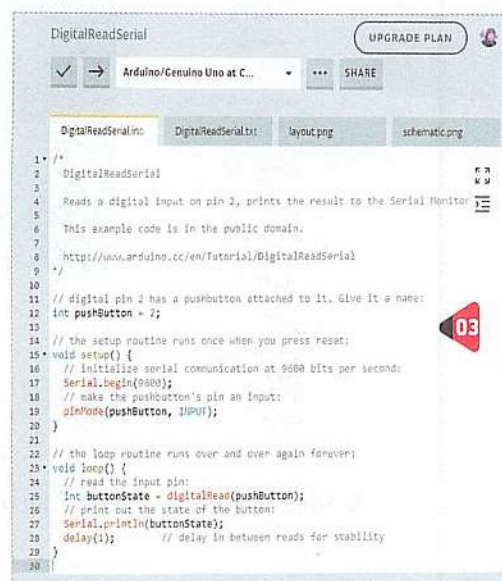 DigitalReadSerial
UPGRADE PLAN
Arduino/Genuino Uno at C...
SHARE
DigitalReadSerial.ino
DigitalReadSerial.txt
layout.png
schematic.png
1 /*
2 DigitalReadSerial
3
4 Reads a digital input on pin 2, prints the result to the Serial Monitor
5
6 This example code is in the public domain.
7
8 http://www.arduino.cc/en/Tutorial/DigitalReadSerial
9 */
10
11 // digital pin 2 has a pushbutton attached to it. Give it a name:
12 int pushButton = 2;
13
14 // the setup routine runs once when you press reset:
15 void setup() {
16 // initialize serial communication at 9600 bits per second:
17 Serial.begin(9600);
18 // make the pushbutton's pin an input:
19 pinMode(pushButton, INPUT);
20 }
21
22 // the loop routine runs over and over again forever:
23 void loop() {
24 // read the input pin:
25 int buttonState = digitalRead(pushButton);
26 // print out the state of the button:
27 Serial.println(buttonState);
28 delay(1); // delay in between reads for stability
29 }
30
03